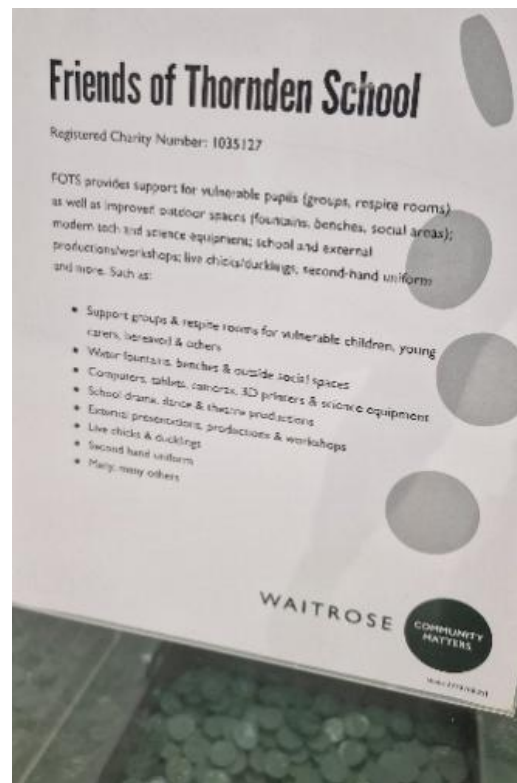 Friends of Thornden School
Registered Charity Number: 1035127
FOTS provides support for vulnerable pupils (groups, respite rooms)
as well as improved outdoor spaces (fountains, benches, social areas);
modern tech and science equipment; school and external
productions/workshops; live chicks/ducklings; second-hand uniform
and more. Such as:
• Support groups & respite rooms for vulnerable children, young
carers, bereaved & others
• Water fountains, benches & outside social spaces
• Computers, tablets, cameras, 3D printers & science equipment
• School drama, dance & theatre productions
• External presentations, productions & workshops
• Live chicks & ducklings
• Second hand uniform
• Many, many others
WAITROSE
COMMUNITY
MATTERS